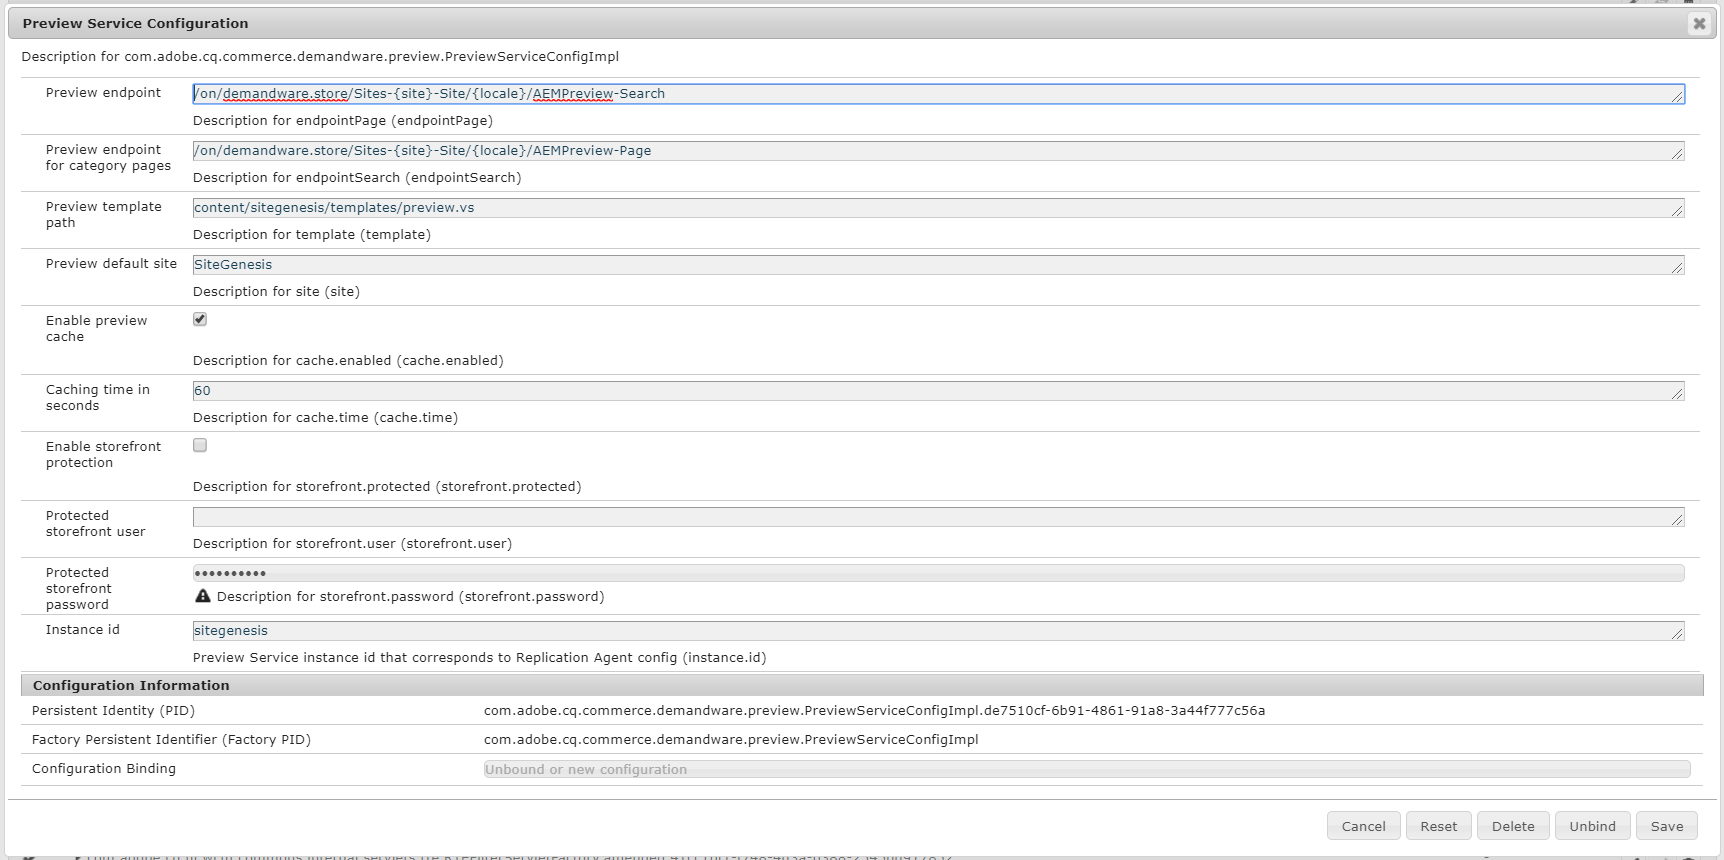 Preview Service Configuration
Description for com.adobe.cq.commerce.demandware.preview.PreviewServiceConfigImpl
Preview endpoint
/on/demandware.store/Sites-{site}-Site/{locale}/AEMPreview-Search
Description for endpointPage (endpointPage)
Preview endpoint
for category pages
/on/demandware.store/Sites-{site}-Site/{locale}/AEMPreview-Page
Description for endpointSearch (endpointSearch)
Preview template
path
content/sitegenesis/templates/preview.vs
Description for template (template)
Preview default site
SiteGenesis
Description for site (site)
Enable preview
cache
Description for cache.enabled (cache.enabled)
Caching time in
seconds
60
Description for cache.time (cache.time)
Enable storefront
protection
Description for storefront.protected (storefront.protected)
Protected
storefront user
Description for storefront.user (storefront.user)
Protected
storefront
password
••••••••••
Description for storefront.password (storefront.password)
Instance id
sitegenesis
Preview Service instance id that corresponds to Replication Agent config (instance.id)
Configuration Information
Persistent Identity (PID)
com.adobe.cq.commerce.demandware.preview.PreviewServiceConfigImpl.de7510cf-6b91-4861-91a8-3a44f777c56a
Factory Persistent Identifier (Factory PID)
com.adobe.cq.commerce.demandware.preview.PreviewServiceConfigImpl
Configuration Binding
Unbound or new configuration
Cancel
Reset
Delete
Unbind
Save